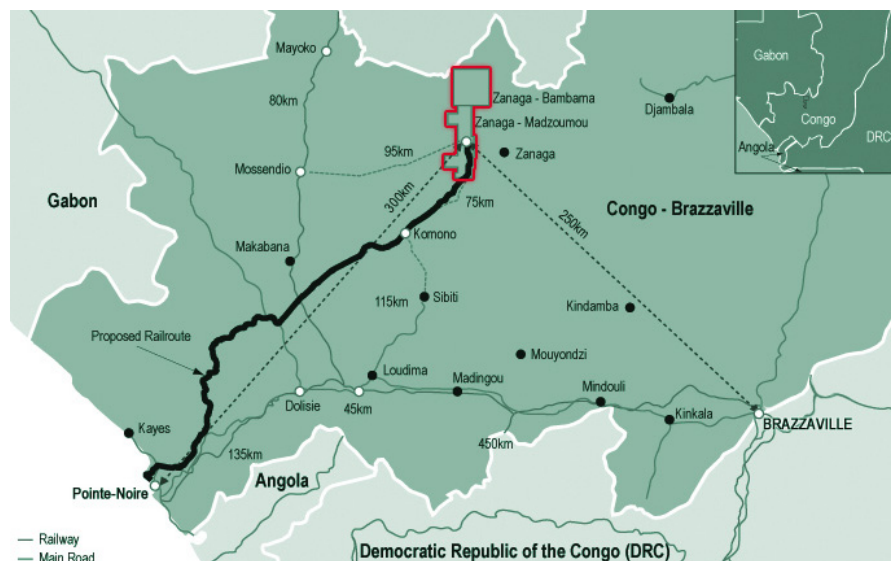 Mayoko
Gabon
80km
Zanaga - Bambama
Djambala
Congo
Zanaga - Madzoumou
DRC
Angola
95km
Zanaga
Mossendio
Gabon
300km
75km
Congo - Brazzaville
250km
Komono
Makabana
115km
Sibiti
Kindamba
Proposed Railroute
Mouyondzi
Loudima
Madingou
Mindouli
Dolisie
45km
Kinkala
BRAZZAVILLE
Kayes
450km
135km
Angola
Pointe-Noire
Railway
Main Road
Democratic Republic of the Congo (DRC)